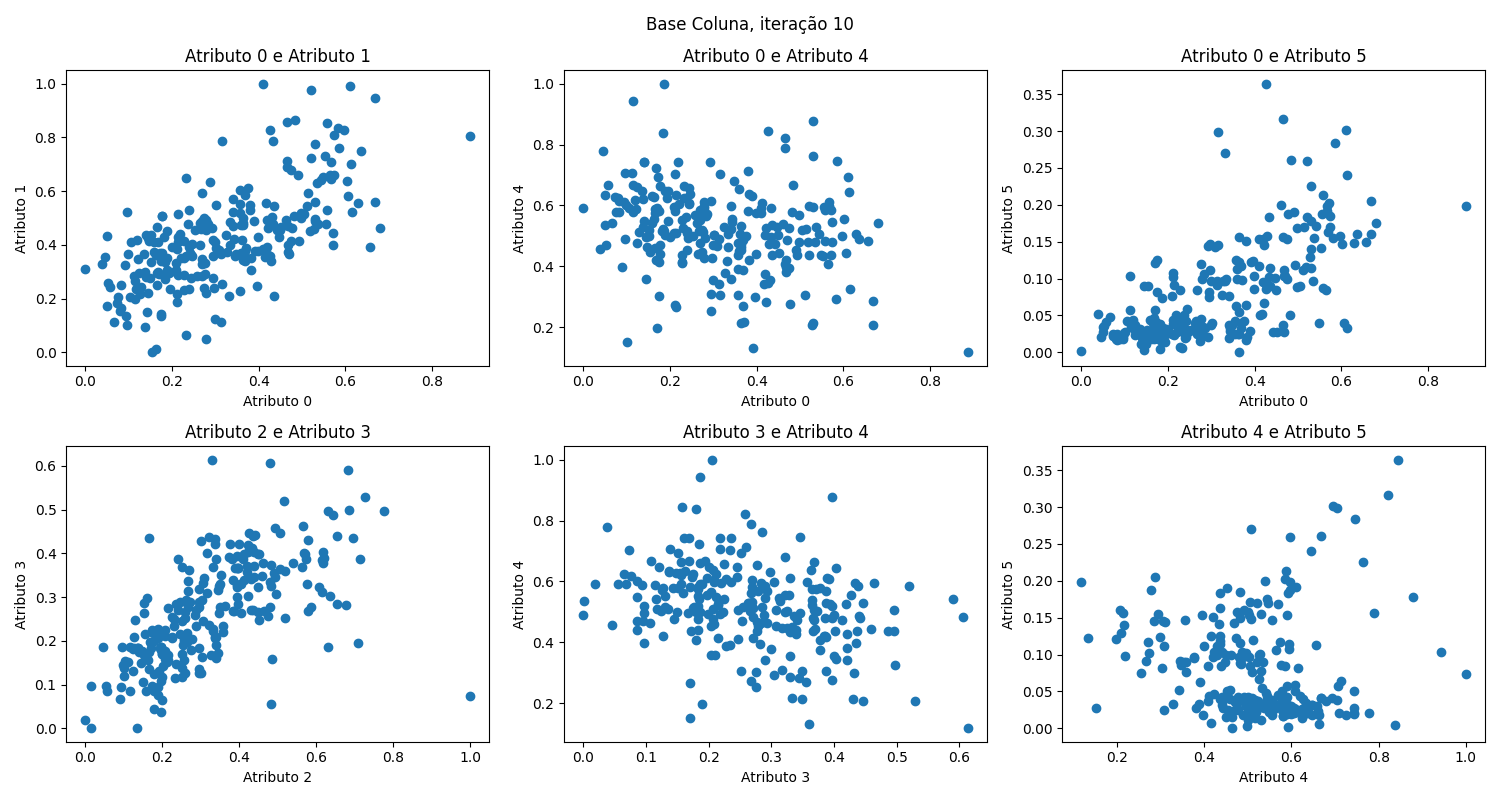 Base Coluna, iteração 10
Atributo 0 e Atributo 1
Atributo 1
1.0
0.8
0.6
0.4
0.2
0.0
0.0 0.2 0.4 0.6 0.8
Atributo 0
Atributo 0 e Atributo 4
Atributo 4
1.0
0.8
0.6
0.4
0.2
0.0 0.2 0.4 0.6 0.8
Atributo 0
Atributo 0 e Atributo 5
Atributo 5
0.35
0.30
0.25
0.20
0.15
0.10
0.05
0.00
0.0 0.2 0.4 0.6 0.8
Atributo 0
Atributo 2 e Atributo 3
Atributo 3
0.6
0.5
0.4
0.3
0.2
0.1
0.0
0.0 0.2 0.4 0.6 0.8 1.0
Atributo 2
Atributo 3 e Atributo 4
Atributo 4
1.0
0.8
0.6
0.4
0.2
0.0 0.1 0.2 0.3 0.4 0.5 0.6
Atributo 3
Atributo 4 e Atributo 5
Atributo 5
0.35
0.30
0.25
0.20
0.15
0.10
0.05
0.00
0.2 0.4 0.6 0.8 1.0
Atributo 4